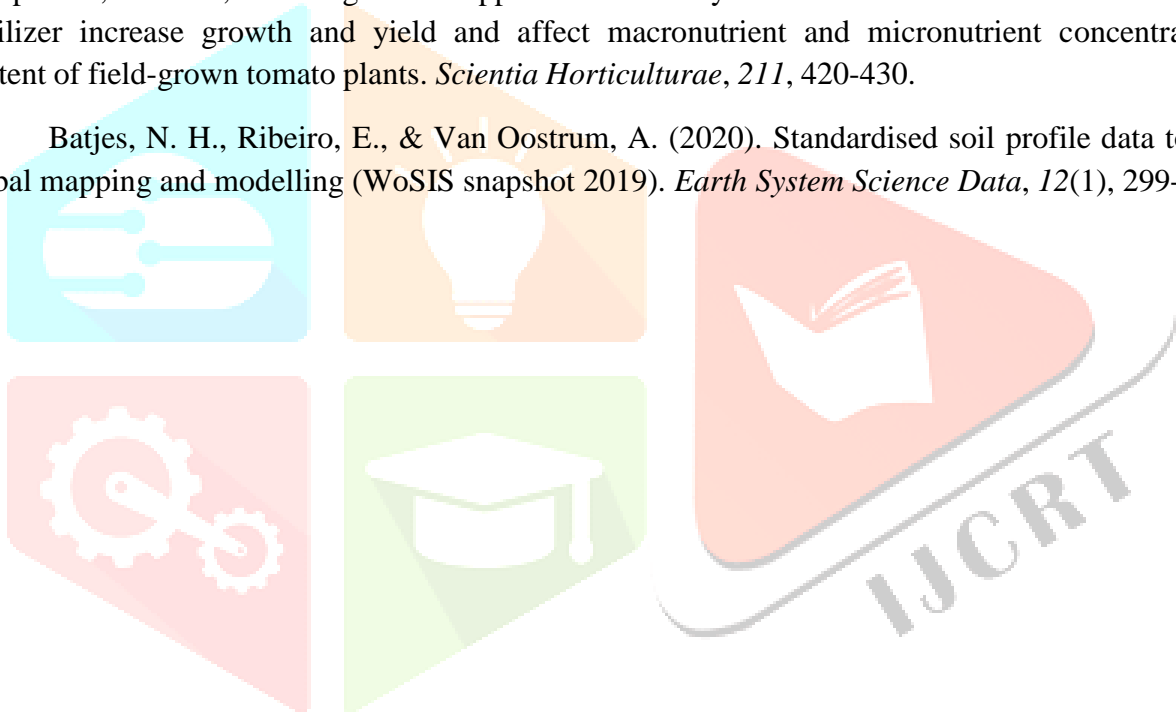 ilizer increase growth and yield and affect macronutrient and micronutrient concentra
tent of field-grown tomato plants. Scientia Horticulturae, 211, 420-430.
Batjes, N. H., Ribeiro, E., & Van Oostrum, A. (2020). Standardised soil profile data t
bal mapping and modelling (WoSIS snapshot 2019). Earth System Science Data, 12(1), 299-
IJCRT